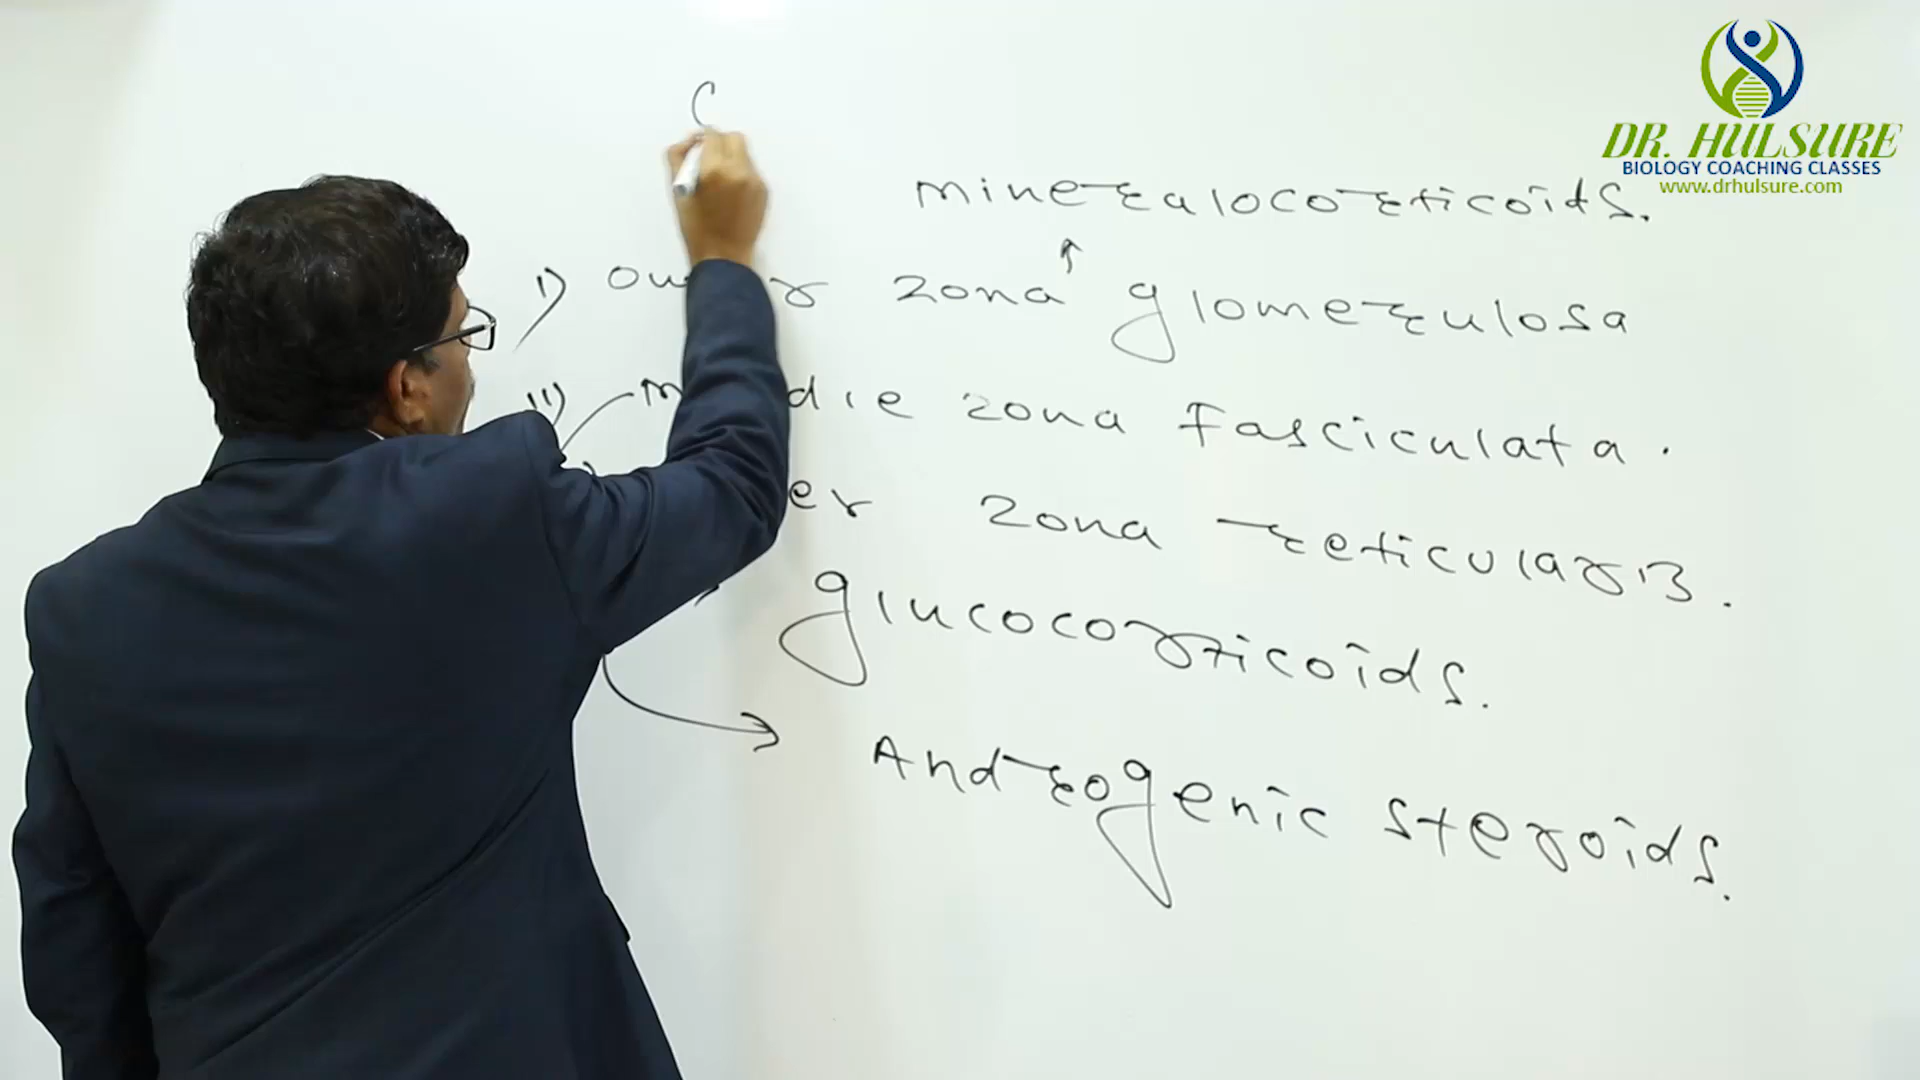 C
mineralocorticoids.
↑
i) ou r zona glomerulosa
ii) m dle zona Fasciculata.
er zona reticularis.
glucocorticoids.
→ Androgenic steroids.
DR. HULSURE
BIOLOGY COACHING CLASSES
www.drhulsure.com